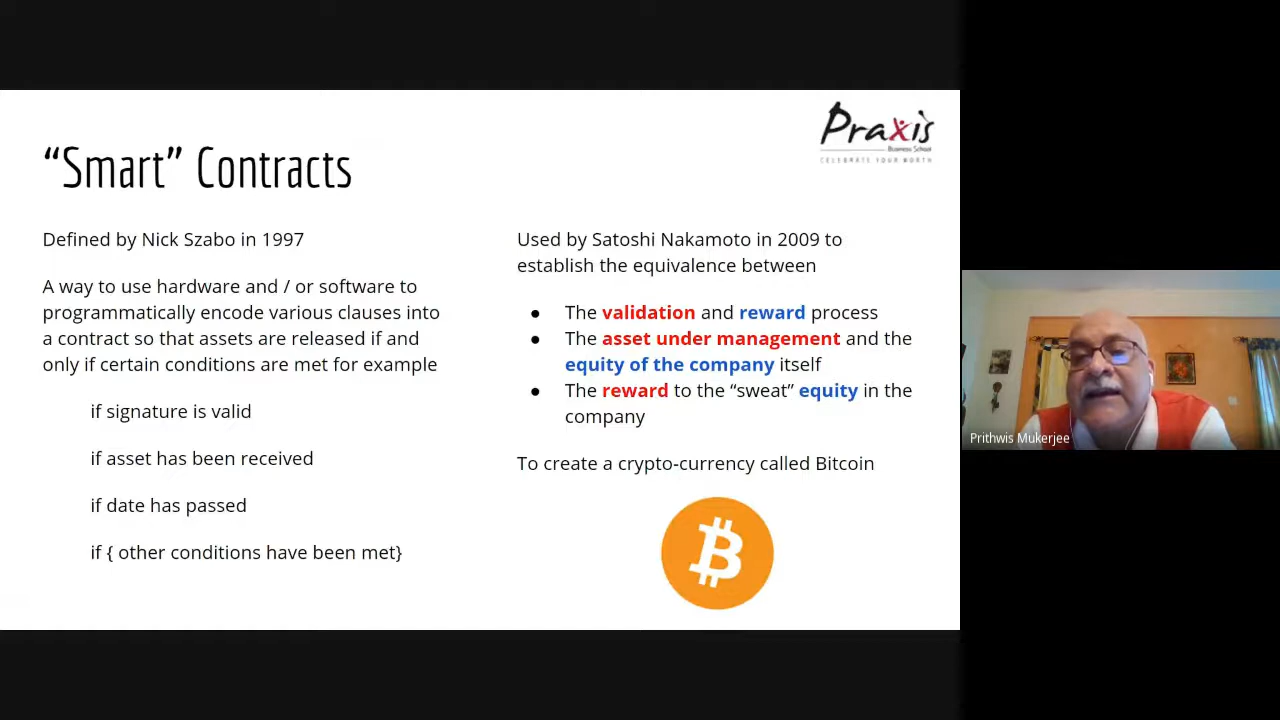 Praxis
Business School
CELEBRATE YOUR WORTH
“Smart” Contracts
Defined by Nick Szabo in 1997
A way to use hardware and / or software to
programmatically encode various clauses into
a contract so that assets are released if and
only if certain conditions are met for example
if signature is valid
if asset has been received
if date has passed
if { other conditions have been met}
Used by Satoshi Nakamoto in 2009 to
establish the equivalence between
● The validation and reward process
● The asset under management and the
equity of the company itself
● The reward to the “sweat” equity in the
company
To create a crypto-currency called Bitcoin
Prithwis Mukerjee